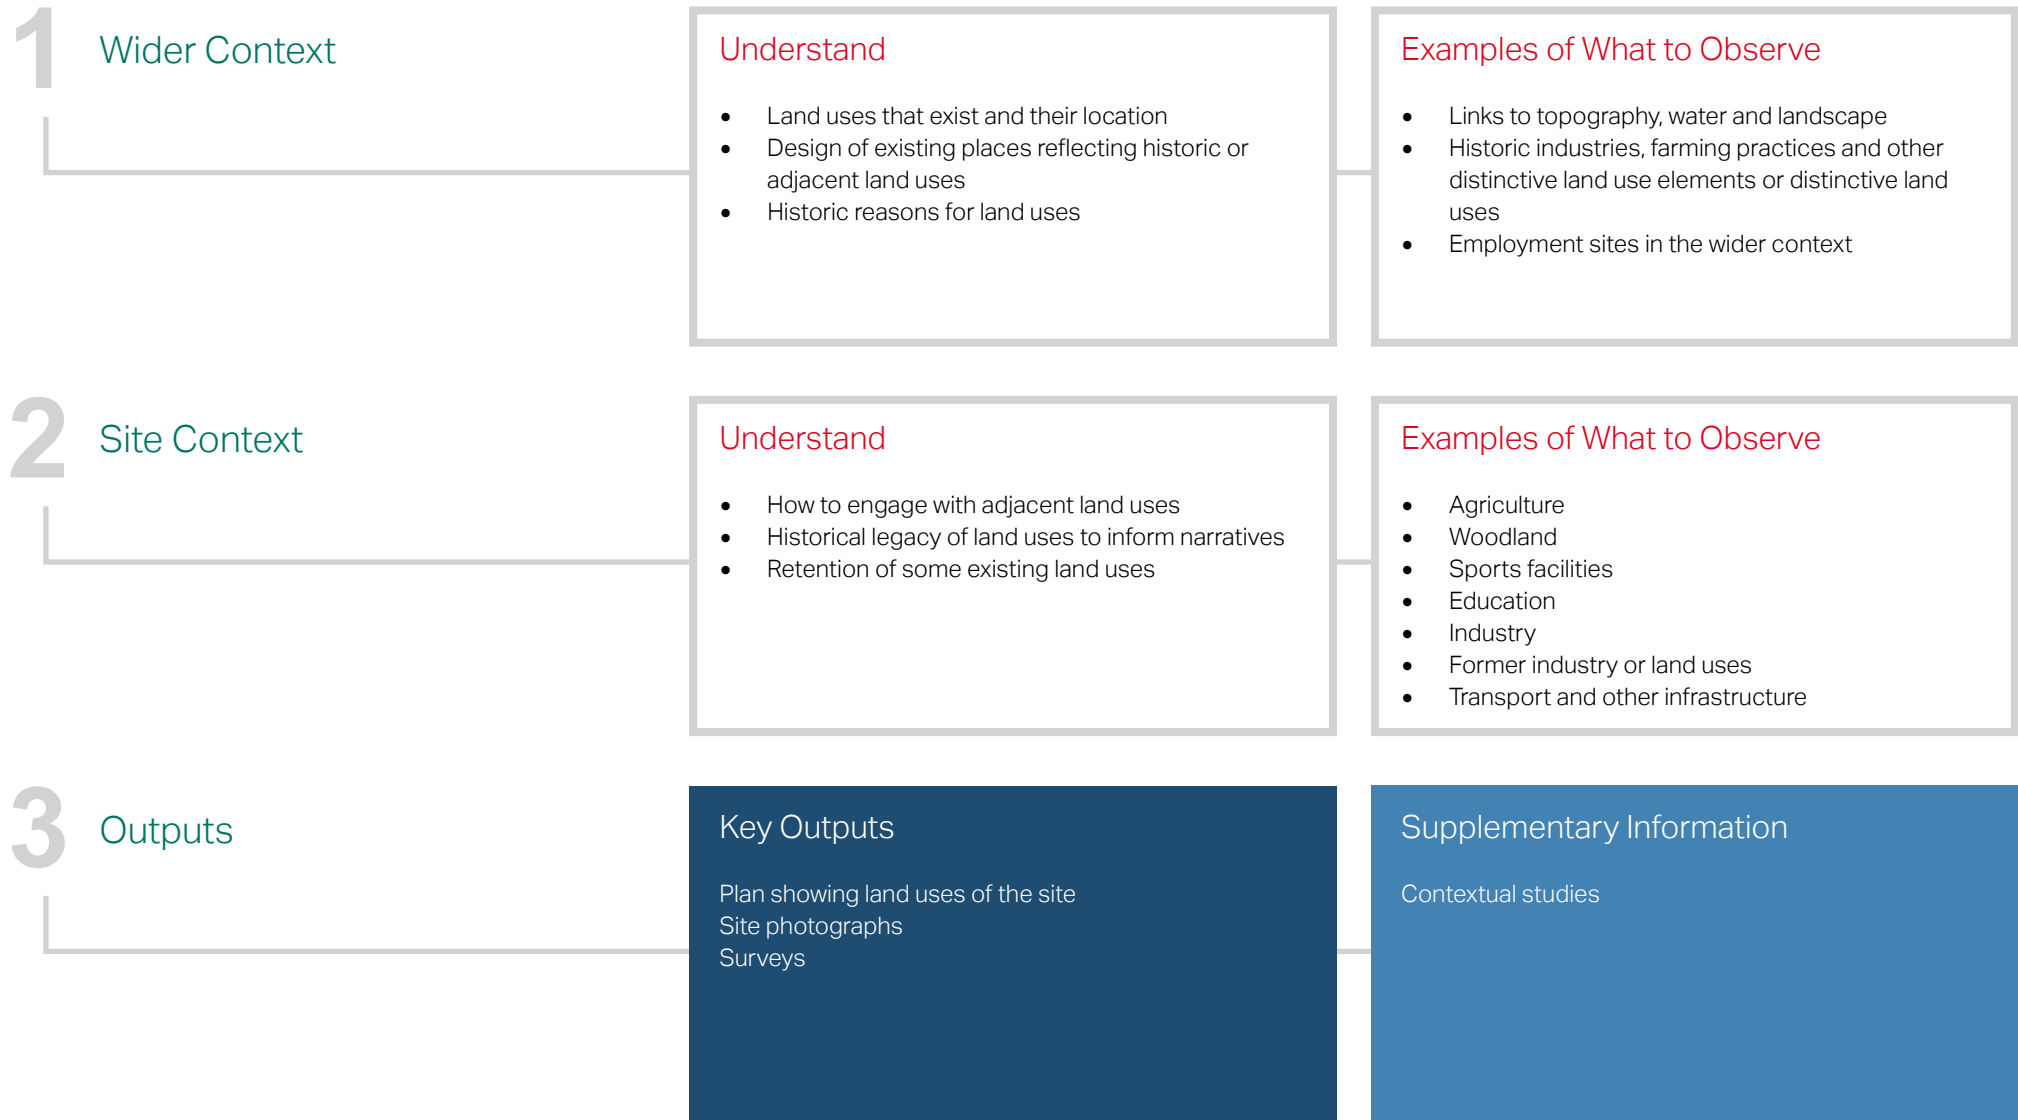 1
Wider Context
Understand
• Land uses that exist and their location
• Design of existing places reflecting historic or
adjacent land uses
• Historic reasons for land uses
Examples of What to Observe
• Links to topography, water and landscape
• Historic industries, farming practices and other
distinctive land use elements or distinctive land
uses
• Employment sites in the wider context
2
Site Context
Understand
• How to engage with adjacent land uses
• Historical legacy of land uses to inform narratives
• Retention of some existing land uses
Examples of What to Observe
• Agriculture
• Woodland
• Sports facilities
• Education
• Industry
• Former industry or land uses
• Transport and other infrastructure
3
Outputs
Key Outputs
Plan showing land uses of the site
Site photographs
Surveys
Supplementary Information
Contextual studies